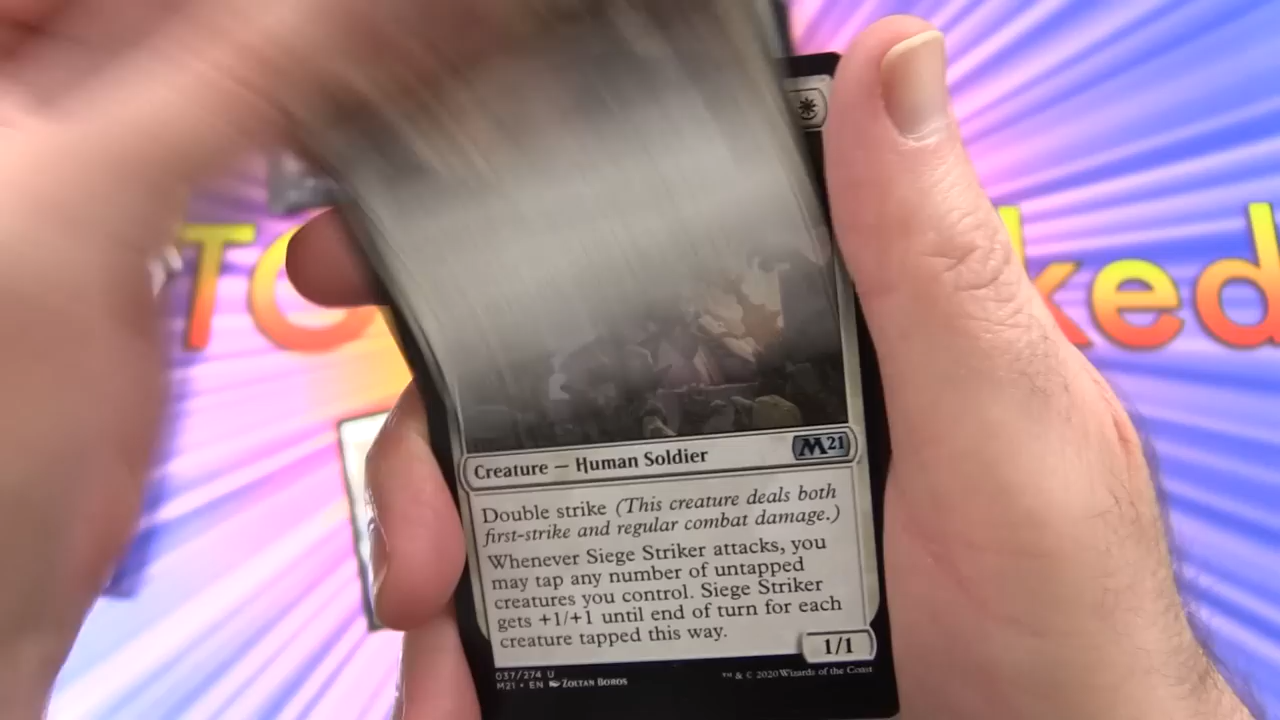 TO
ked
Creature — Human Soldier
M21
Double strike (This creature deals both
first-strike and regular combat damage.)
Whenever Siege Striker attacks, you
may tap any number of untapped
creatures you control. Siege Striker
gets +1/+1 until end of turn for each
creature tapped this way.
1/1
037/274 U
M21 • EN Zoltan Boros
™ & © 2020 Wizards of the Coast